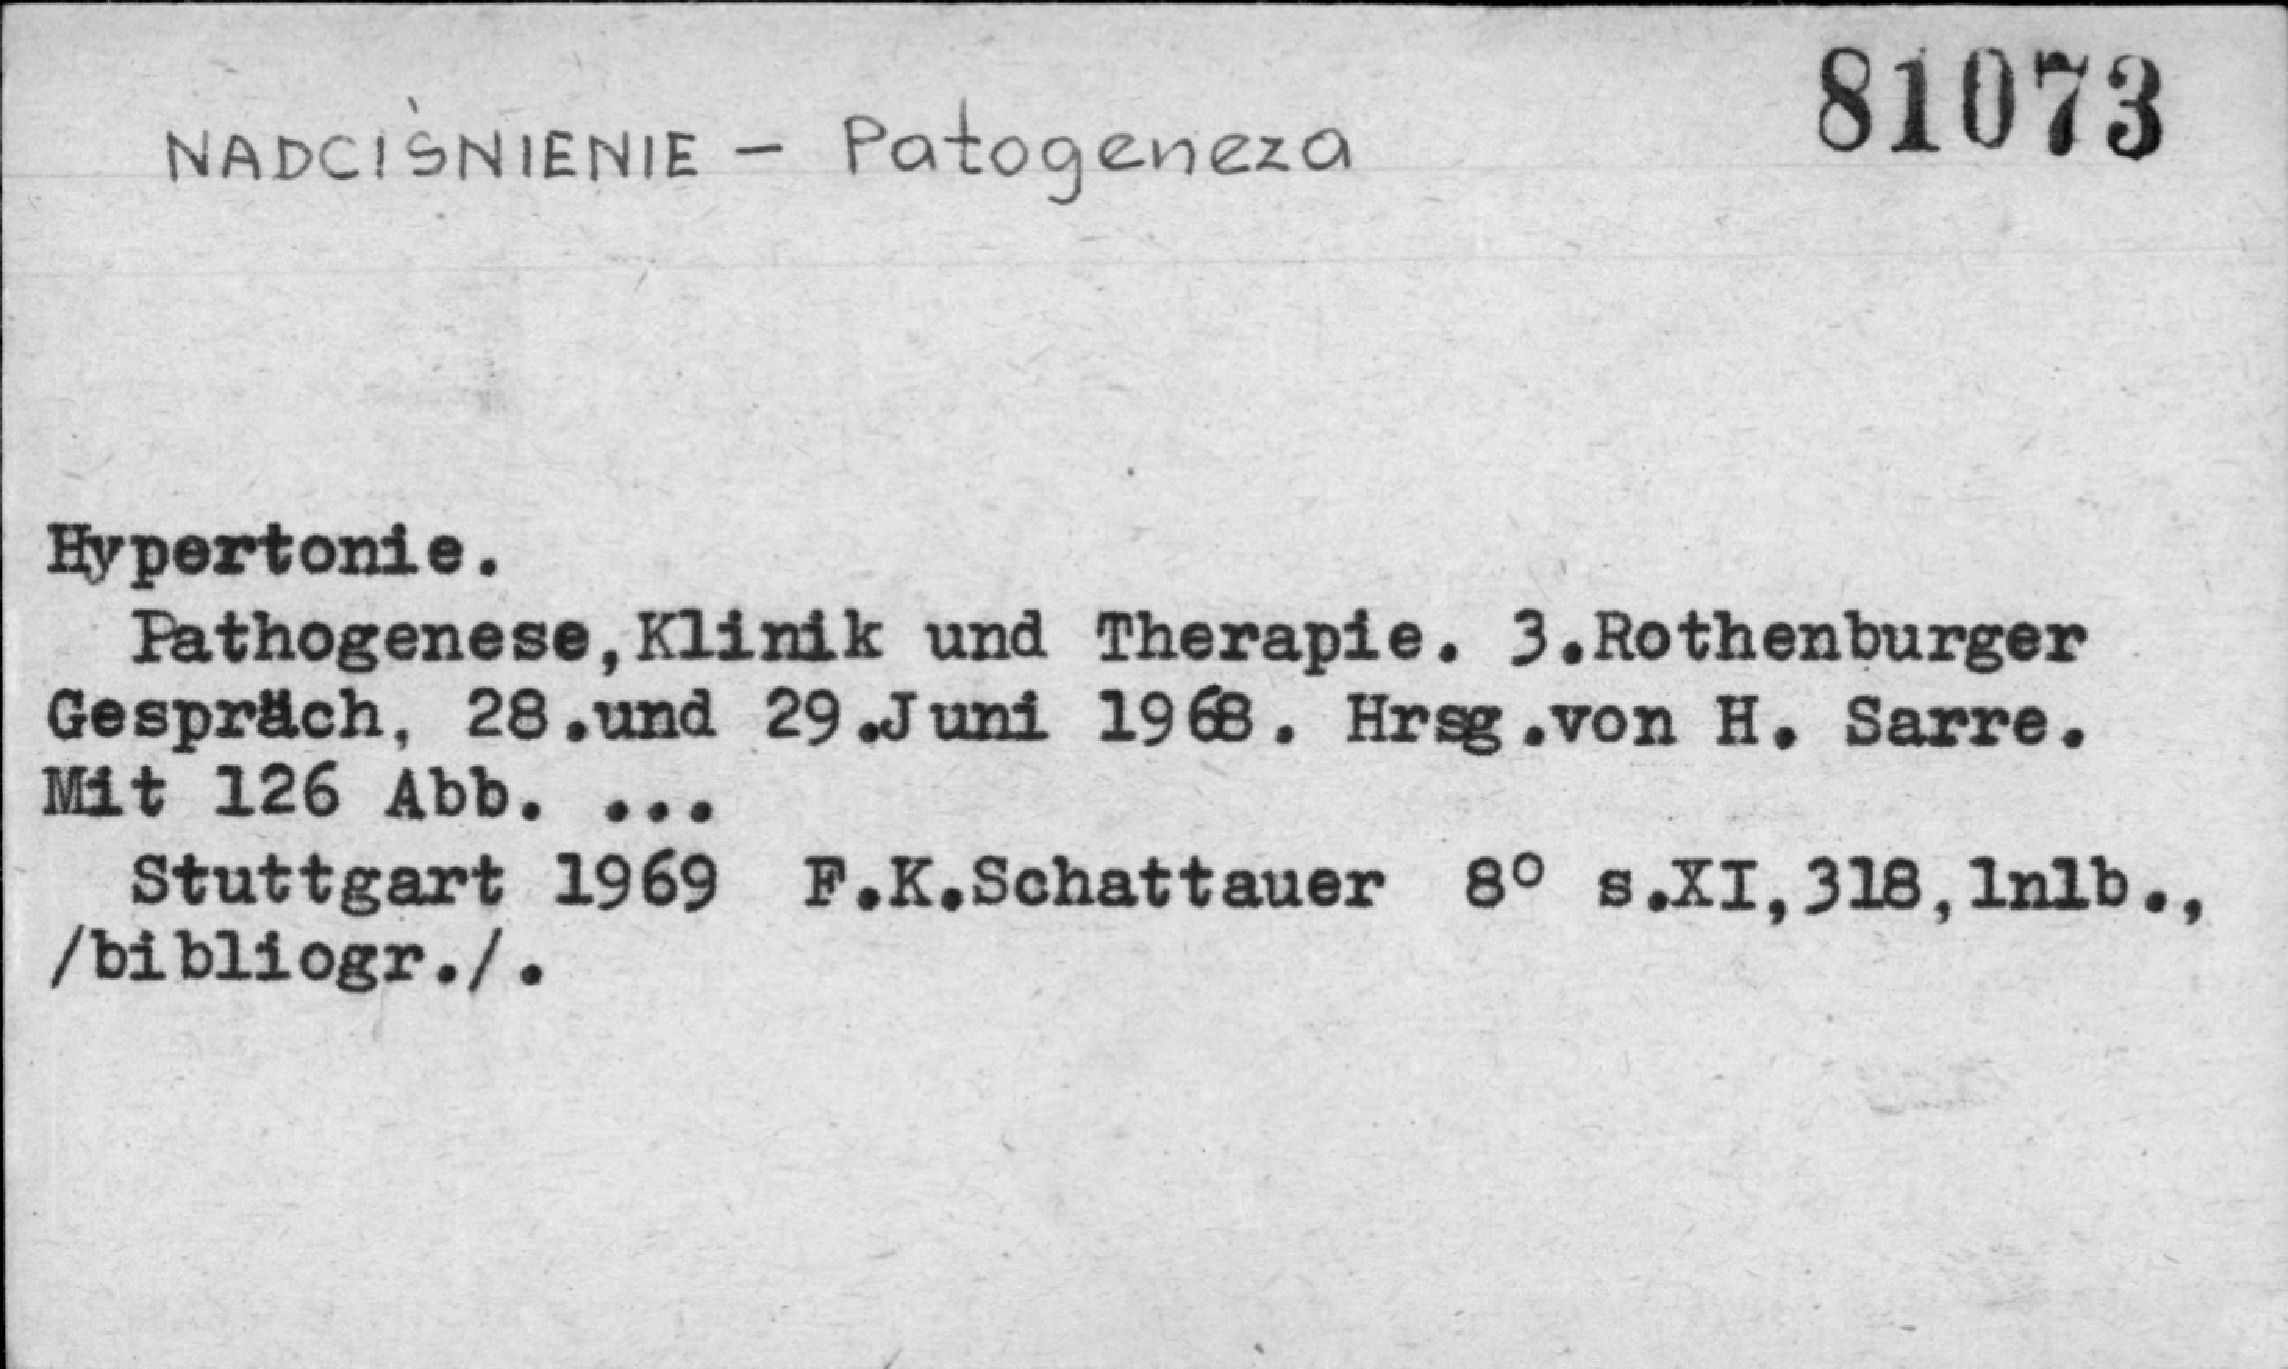 81073
NADCIŚNIENIE - Patogeneza
Hypertonie.
Pathogenese,Klinik und Therapie. 3.Rothenburger
Gespräch, 28.und 29.Juni 1968. Hrsg.von H. Sarre.
Mit 126 Abb. ...
Stuttgart 1969 F.K.Schattauer 8° s.XI,318,1nlb.,
/bibliogr./.